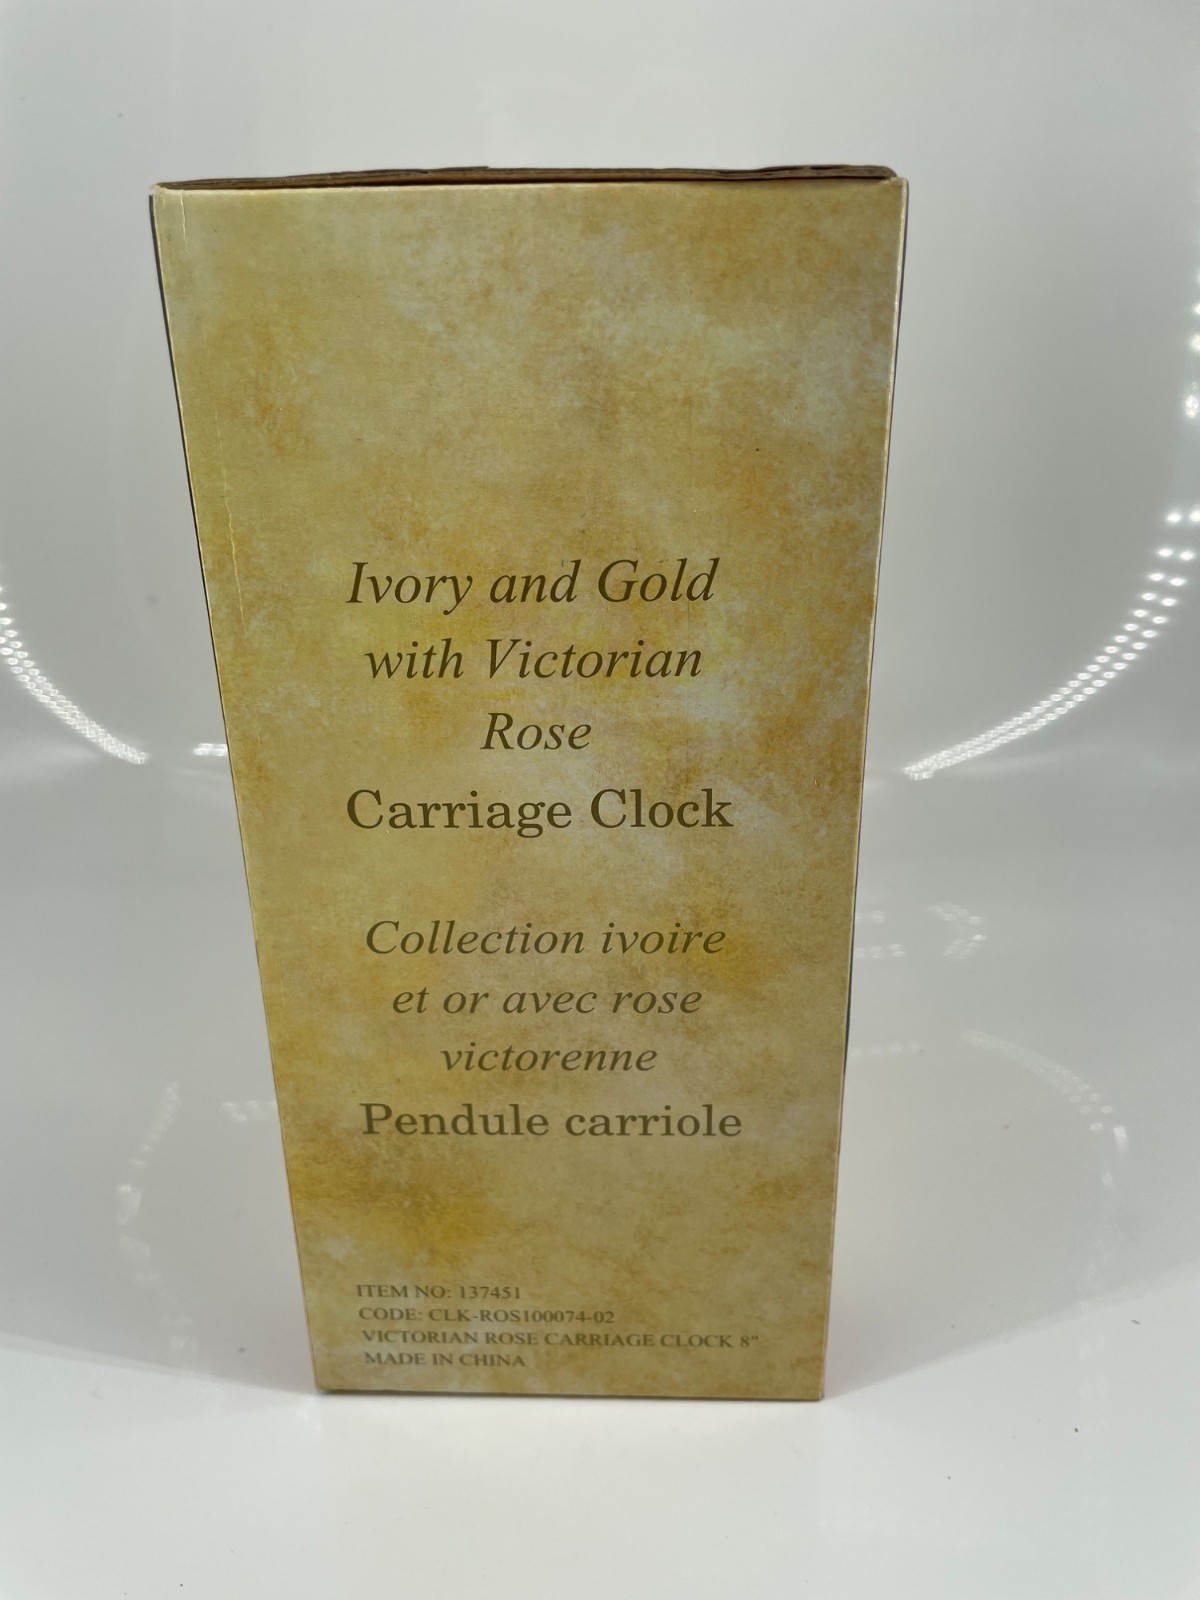 Ivory and Gold
with Victorian
Rose
Carriage Clock
Collection ivoire
et or avec rose
victorenne
Pendule carriole
ITEM NO: 137451
CODE: CLK-ROS100074-02
VICTORIAN ROSE CARRIAGE CLOCK 8"
MADE IN CHINA